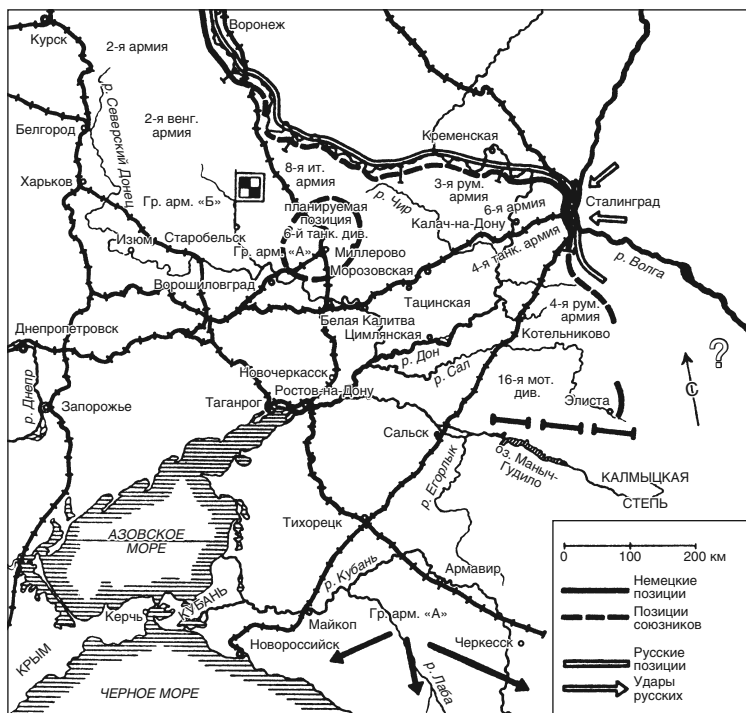 Курск
2-я армия
Воронеж
р. Северский Донец
2-я венг.
армия
Белгород
Кременская
Харьков
8-я ит.
армия
3-я рум.
армия
р. Чир
Гр. арм. «Б»
планируемая
позиция
6-й танк. див.
6-я армия
Сталинград
Калач-на-Дону
Изюм
Старобельск
Гр. арм. «А»
Миллерово
4-я танк. армия
р. Волга
Морозовская
Ворошиловград
Тацинская
4-я рум.
армия
Белая Калитва
Цимлянская
Котельниково
Днепропетровск
р. Дон
?
р. Днепр
Новочеркасск
р. Сал
16-я мот.
див.
С
Ростов-на-Дону
Таганрог
Элиста
Запорожье
Сальск
оз. Маныч-
Гудило
р. Егорлык
КАЛМЫЦКАЯ
СТЕПЬ
Тихорецк
АЗОВСКОЕ
МОРЕ
р. Кубань
Армавир
0 100 200 км
Немецкие
позиции
Керчь
КУБАНЬ
Майкоп
Гр. арм. «А»
Позиции
союзников
Новороссийск
Черкесск
КРЫМ
р. Лаба
Русские
позиции
ЧЕРНОЕ МОРЕ
Удары
русских